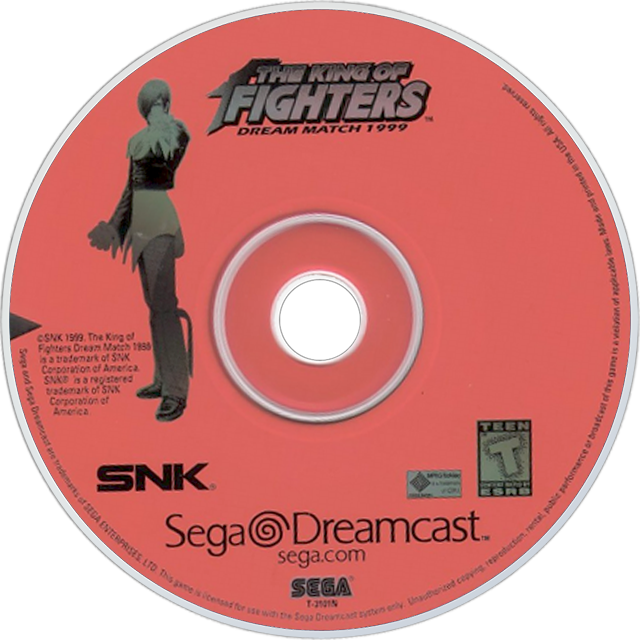 THE KING OF
FIGHTERS™
DREAM MATCH 1999
©SNK 1999. The King of
Fighters Dream Match 1999
is a trademark of SNK
Corporation of America.
SNK® is a registered
trademark of SNK
Corporation of
America.
SNK®
TEEN
T
ESRB
Sega Dreamcast™
sega.com
SEGA
T-3101N
Sega and Sega Dreamcast are trademarks of SEGA ENTERPRISES, LTD. This game is licensed for use with the Sega Dreamcast system only. Unauthorized copying, reproduction, rental, public performance or broadcast of this game is a violation of applicable laws. Made and printed in the USA. All rights reserved.